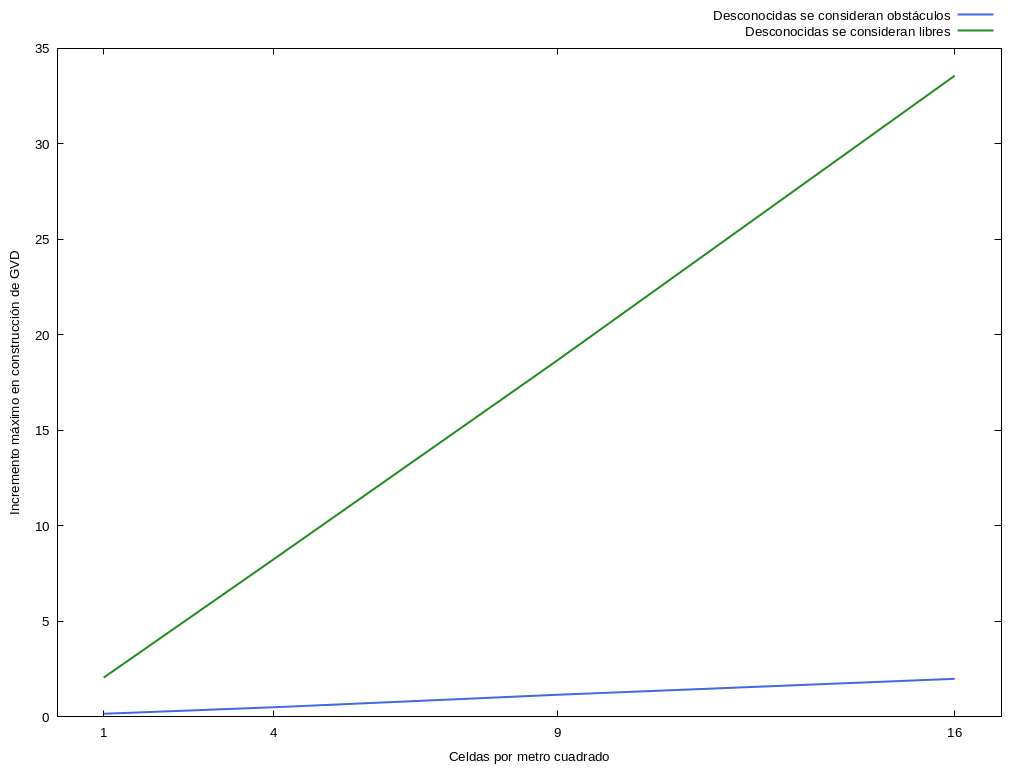 Desconocidas se consideran obstáculos
Desconocidas se consideran libres
35
30
25
20
15
10
5
0
Incremento máximo en construcción de GVD
1 4 9 16
Celdas por metro cuadrado